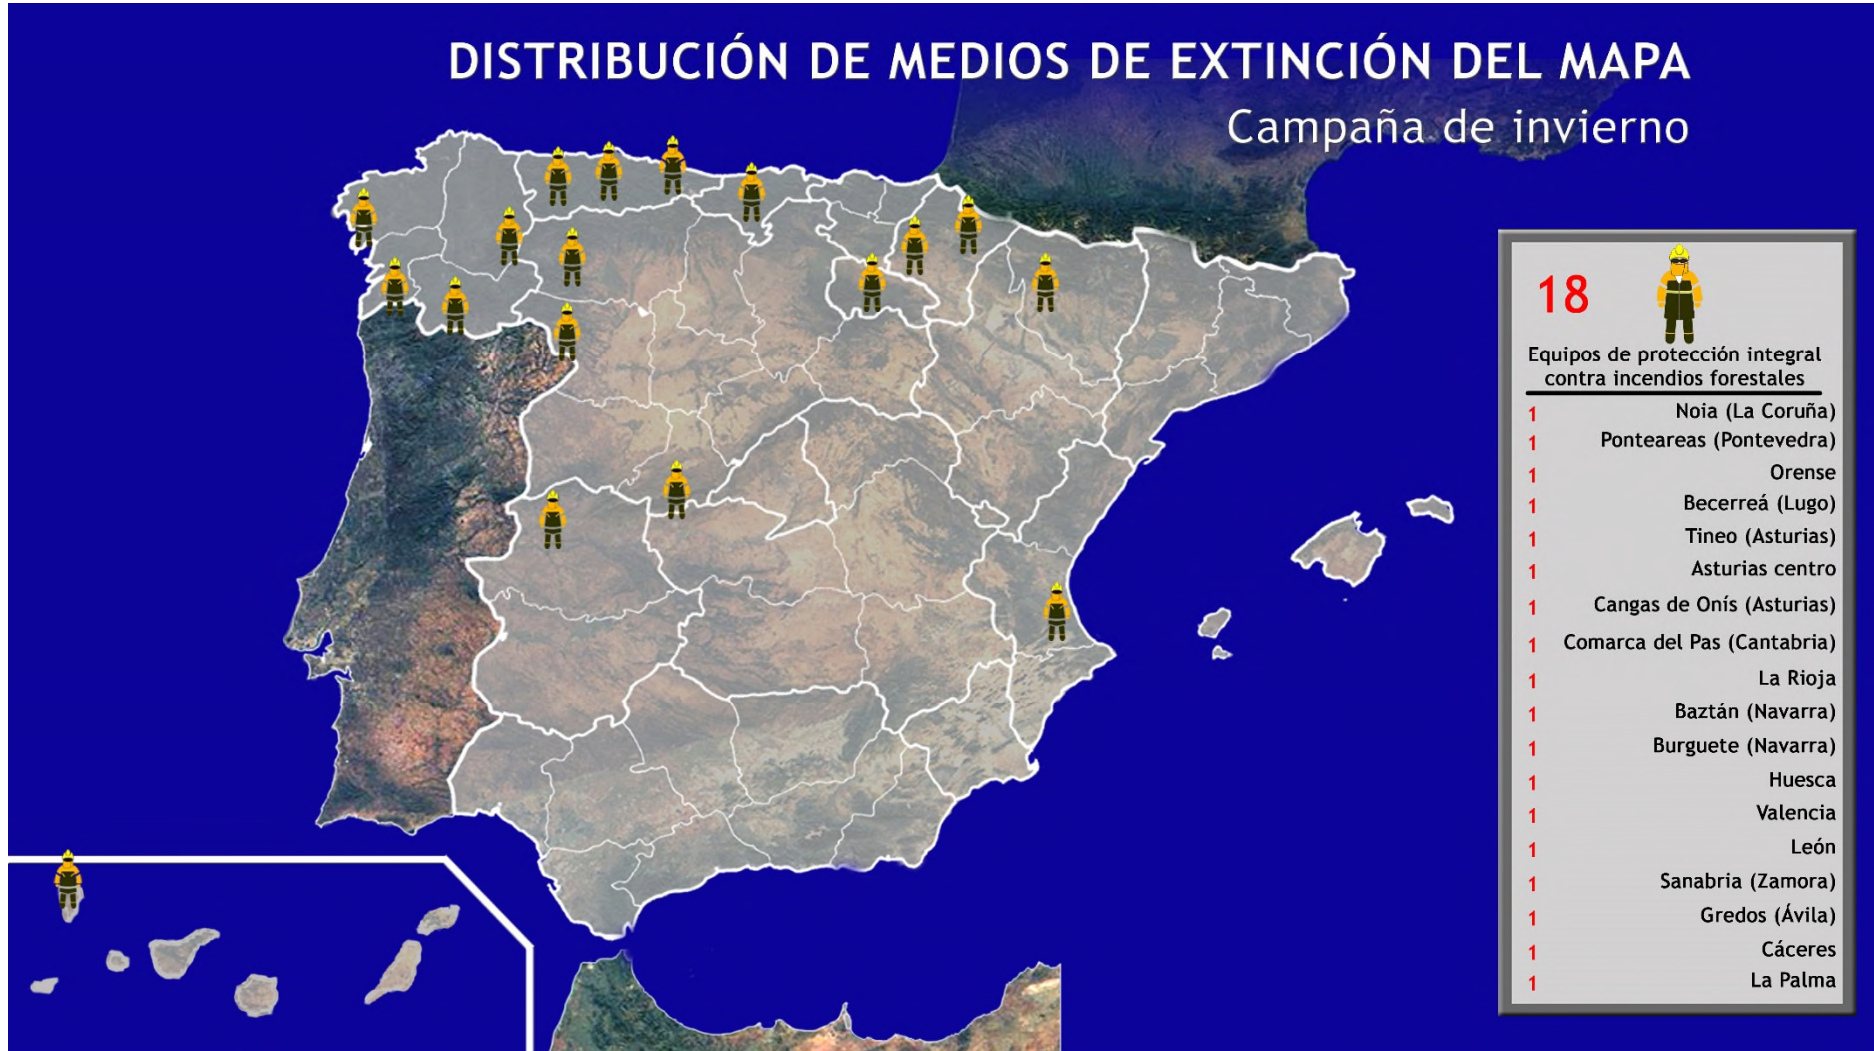 DISTRIBUCIÓN DE MEDIOS DE EXTINCIÓN DEL MAPA
Campaña de invierno
18
Equipos de protección integral
contra incendios forestales
1 Noia (La Coruña)
1 Ponteareas (Pontevedra)
1 Orense
1 Becerreá (Lugo)
1 Tineo (Asturias)
1 Asturias centro
1 Cangas de Onís (Asturias)
1 Comarca del Pas (Cantabria)
1 La Rioja
1 Baztán (Navarra)
1 Burguete (Navarra)
1 Huesca
1 Valencia
1 León
1 Sanabria (Zamora)
1 Gredos (Ávila)
1 Cáceres
1 La Palma